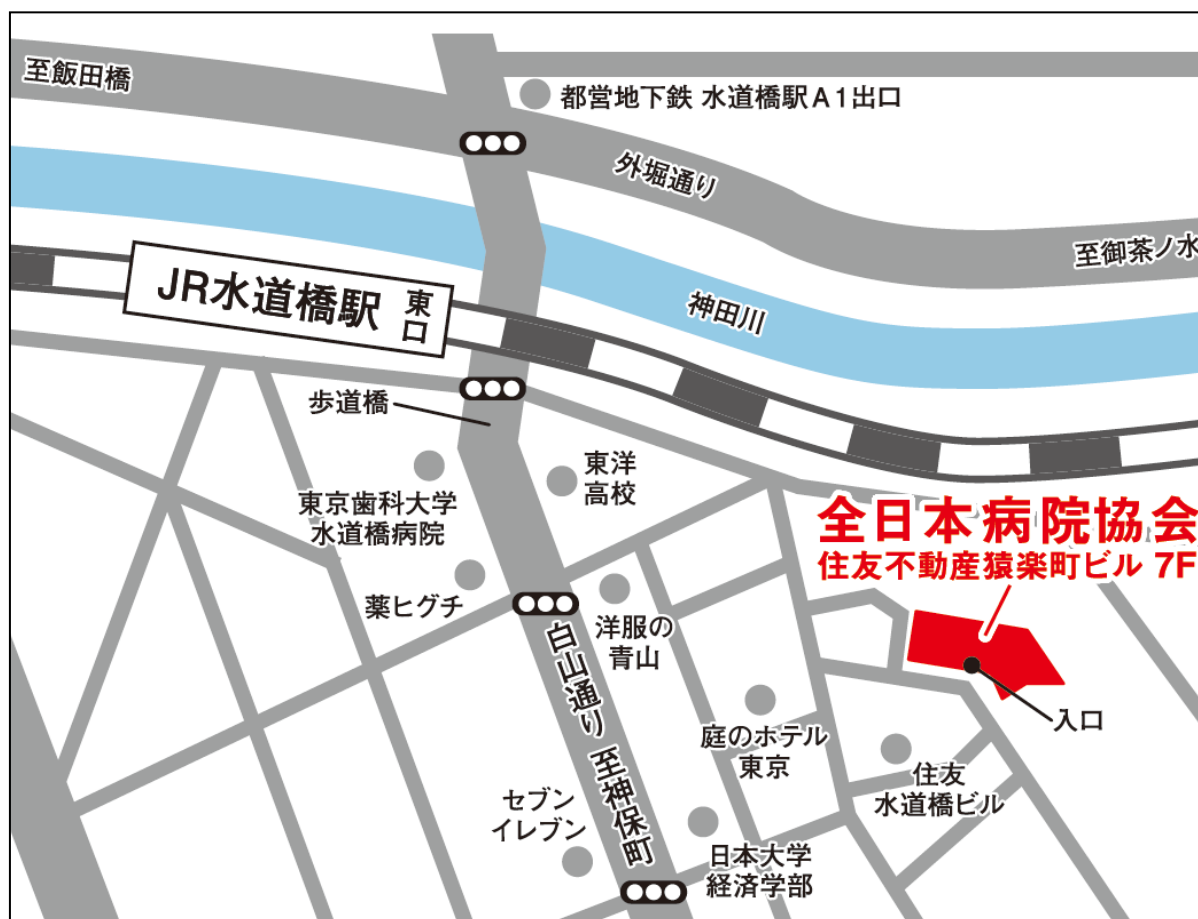 至飯田橋
都営地下鉄 水道橋駅A1出口
外堀通り
至御茶ノ水
JR水道橋駅
東口
神田川
歩道橋
東洋
高校
東京歯科大学
水道橋病院
全日本病院協会
住友不動産猿楽町ビル 7F
薬ヒグチ
洋服の
青山
白山通り 至神保町
入口
庭のホテル
東京
住友
水道橋ビル
セブン
イレブン
日本大学
経済学部